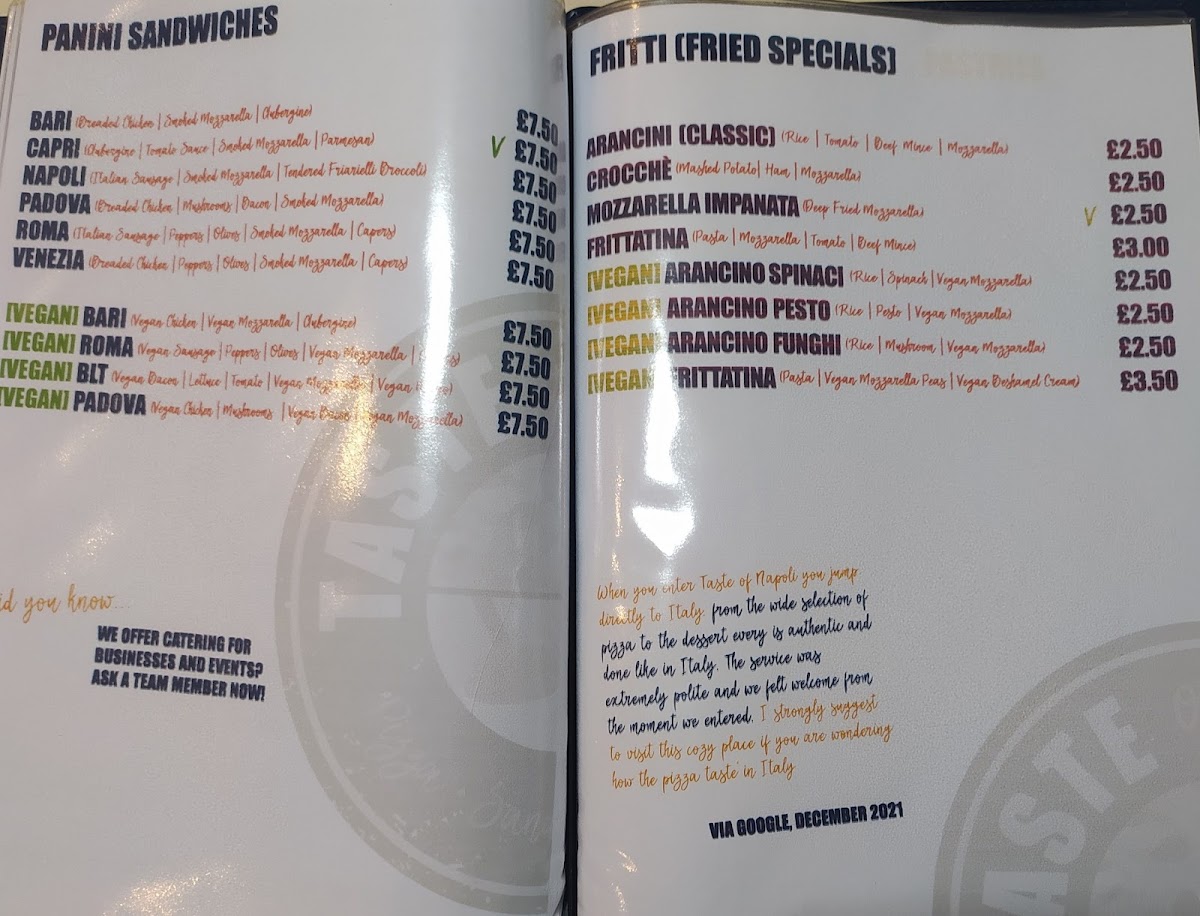 PANINI SANDWICHES
BARI (Breaded Chicken | Smoked Mozzarella | Aubergine) £7.50
CAPRI (Aubergine | Tomato Sauce | Smoked Mozzarella | Parmesan) V £7.50
NAPOLI (Italian Sausage | Smoked Mozzarella | Tendered Friarielli Broccoli) £7.50
PADOVA (Breaded Chicken | Mushrooms | Bacon | Smoked Mozzarella) £7.50
ROMA (Italian Sausage | Peppers | Olives | Smoked Mozzarella | Capers) £7.50
VENEZIA (Breaded Chicken | Peppers | Olives | Smoked Mozzarella | Capers) £7.50
[VEGAN] BARI (Vegan Chicken | Vegan Mozzarella | Aubergine) £7.50
[VEGAN] ROMA (Vegan Sausage | Peppers | Olives | Vegan Mozzarella | £7.50
[VEGAN] BLT (Vegan Bacon | Lettuce | Tomato | Vegan Mozzarella | Vegan £7.50
[VEGAN] PADOVA (Vegan Chicken | Mushrooms | Vegan Bacon | Vegan Mozzarella) £7.50
id you know...
WE OFFER CATERING FOR
BUSINESSES AND EVENTS?
ASK A TEAM MEMBER NOW!
TASTE
FRITTI (FRIED SPECIALS)
ARANCINI (CLASSIC) (Rice | Tomato | Beef Mince | Mozzarella) £2.50
CROCCHÈ (Mashed Potato| Ham | Mozzarella) £2.50
MOZZARELLA IMPANATA (Deep Fried Mozzarella) V £2.50
FRITTATINA (Pasta | Mozzarella | Tomato | Beef Mince) £3.00
[VEGAN] ARANCINO SPINACI (Rice | Spinach | Vegan Mozzarella) £2.50
[VEGAN] ARANCINO PESTO (Rice | Pesto | Vegan Mozzarella) £2.50
[VEGAN] ARANCINO FUNGHI (Rice | Mushroom | Vegan Mozzarella) £2.50
[VEGAN] FRITTATINA (Pasta | Vegan Mozzarella Peas | Vegan Beshamel Cream) £3.50
When you enter Taste of Napoli you jump
directly to Italy. from the wide selection of
pizza to the dessert every is authentic and
done like in Italy. The service was
extremely polite and we felt welcome from
the moment we entered. I strongly suggest
to visit this cozy place if you are wondering
how the pizza taste in Italy
VIA GOOGLE, DECEMBER 2021
TASTE